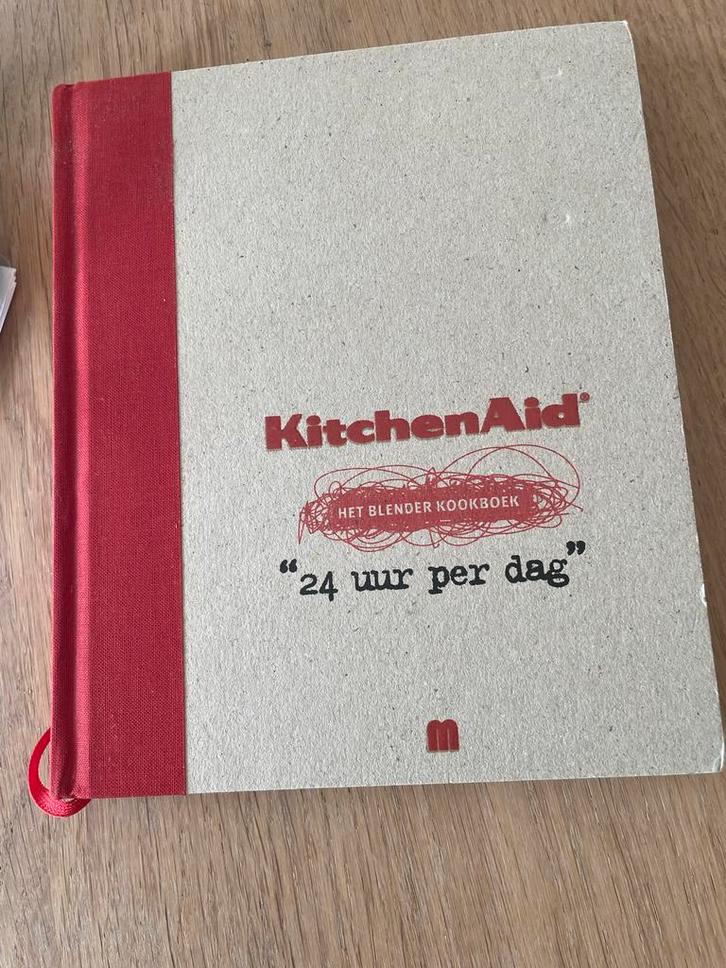 KitchenAid®
HET BLENDER KOOKBOEK
“24 uur per dag”
m